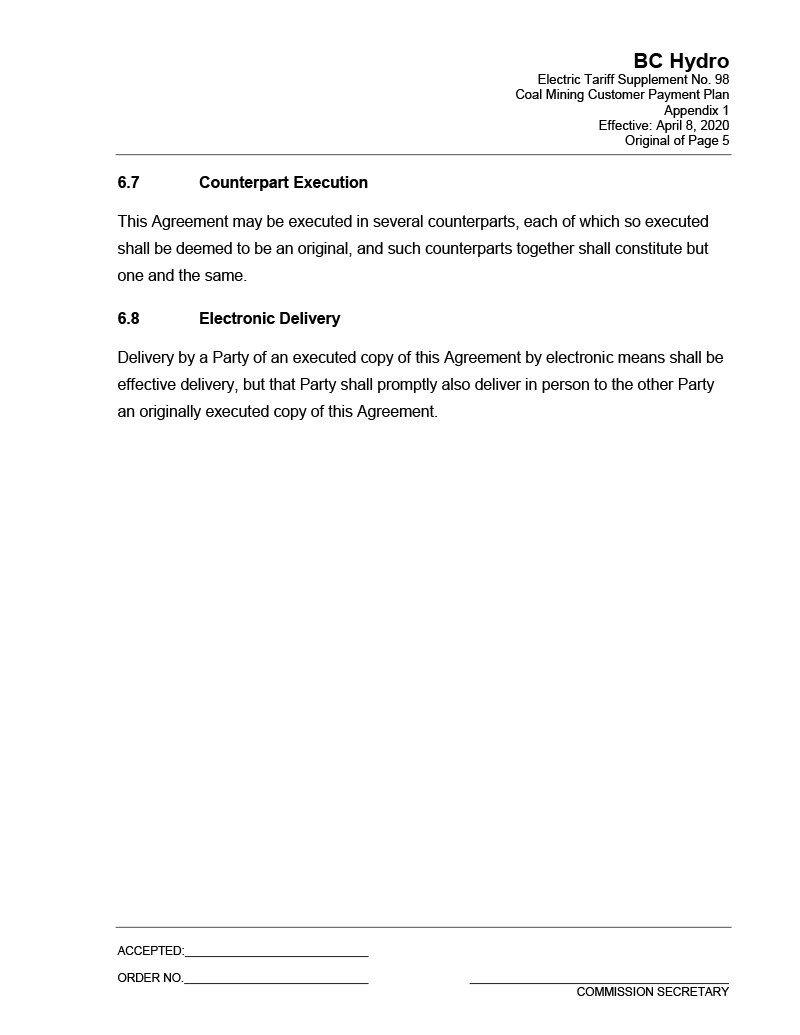 BC Hydro
Electric Tariff Supplement No. 98
Coal Mining Customer Payment Plan
Appendix 1
Effective: April 8, 2020
Original of Page 5
6.7 Counterpart Execution
This Agreement may be executed in several counterparts, each of which so executed
shall be deemed to be an original, and such counterparts together shall constitute but
one and the same.
6.8 Electronic Delivery
Delivery by a Party of an executed copy of this Agreement by electronic means shall be
effective delivery, but that Party shall promptly also deliver in person to the other Party
an originally executed copy of this Agreement.
ACCEPTED:
ORDER NO.
COMMISSION SECRETARY